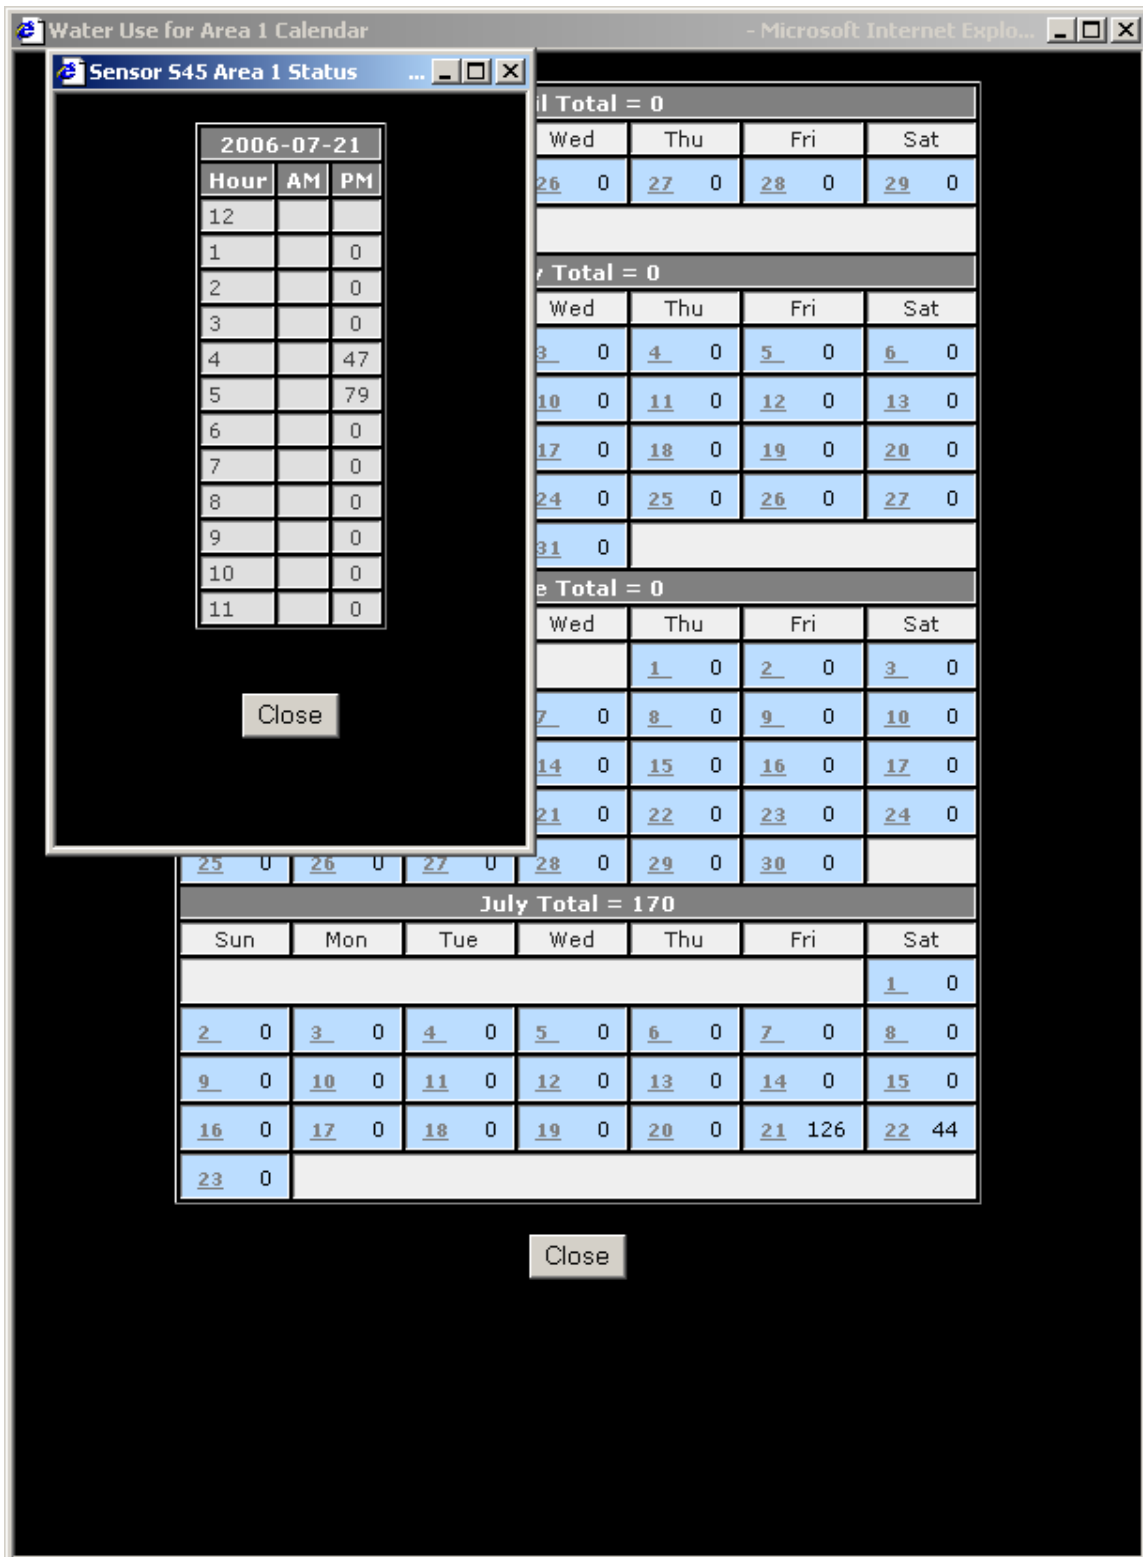 Water Use for Area 1 Calendar - Microsoft Internet Explo...
Sensor S45 Area 1 Status ...
2006-07-21
Hour AM PM
12
1 0
2 0
3 0
4 47
5 79
6 0
7 0
8 0
9 0
10 0
11 0
Close
il Total = 0
Wed Thu Fri Sat
26 0 27 0 28 0 29 0
y Total = 0
Wed Thu Fri Sat
3 0 4 0 5 0 6 0
10 0 11 0 12 0 13 0
17 0 18 0 19 0 20 0
24 0 25 0 26 0 27 0
31 0
e Total = 0
Wed Thu Fri Sat
1 0 2 0 3 0
7 0 8 0 9 0 10 0
14 0 15 0 16 0 17 0
21 0 22 0 23 0 24 0
25 0 26 0 27 0 28 0 29 0 30 0
July Total = 170
Sun Mon Tue Wed Thu Fri Sat
1 0
2 0 3 0 4 0 5 0 6 0 7 0 8 0
9 0 10 0 11 0 12 0 13 0 14 0 15 0
16 0 17 0 18 0 19 0 20 0 21 126 22 44
23 0
Close